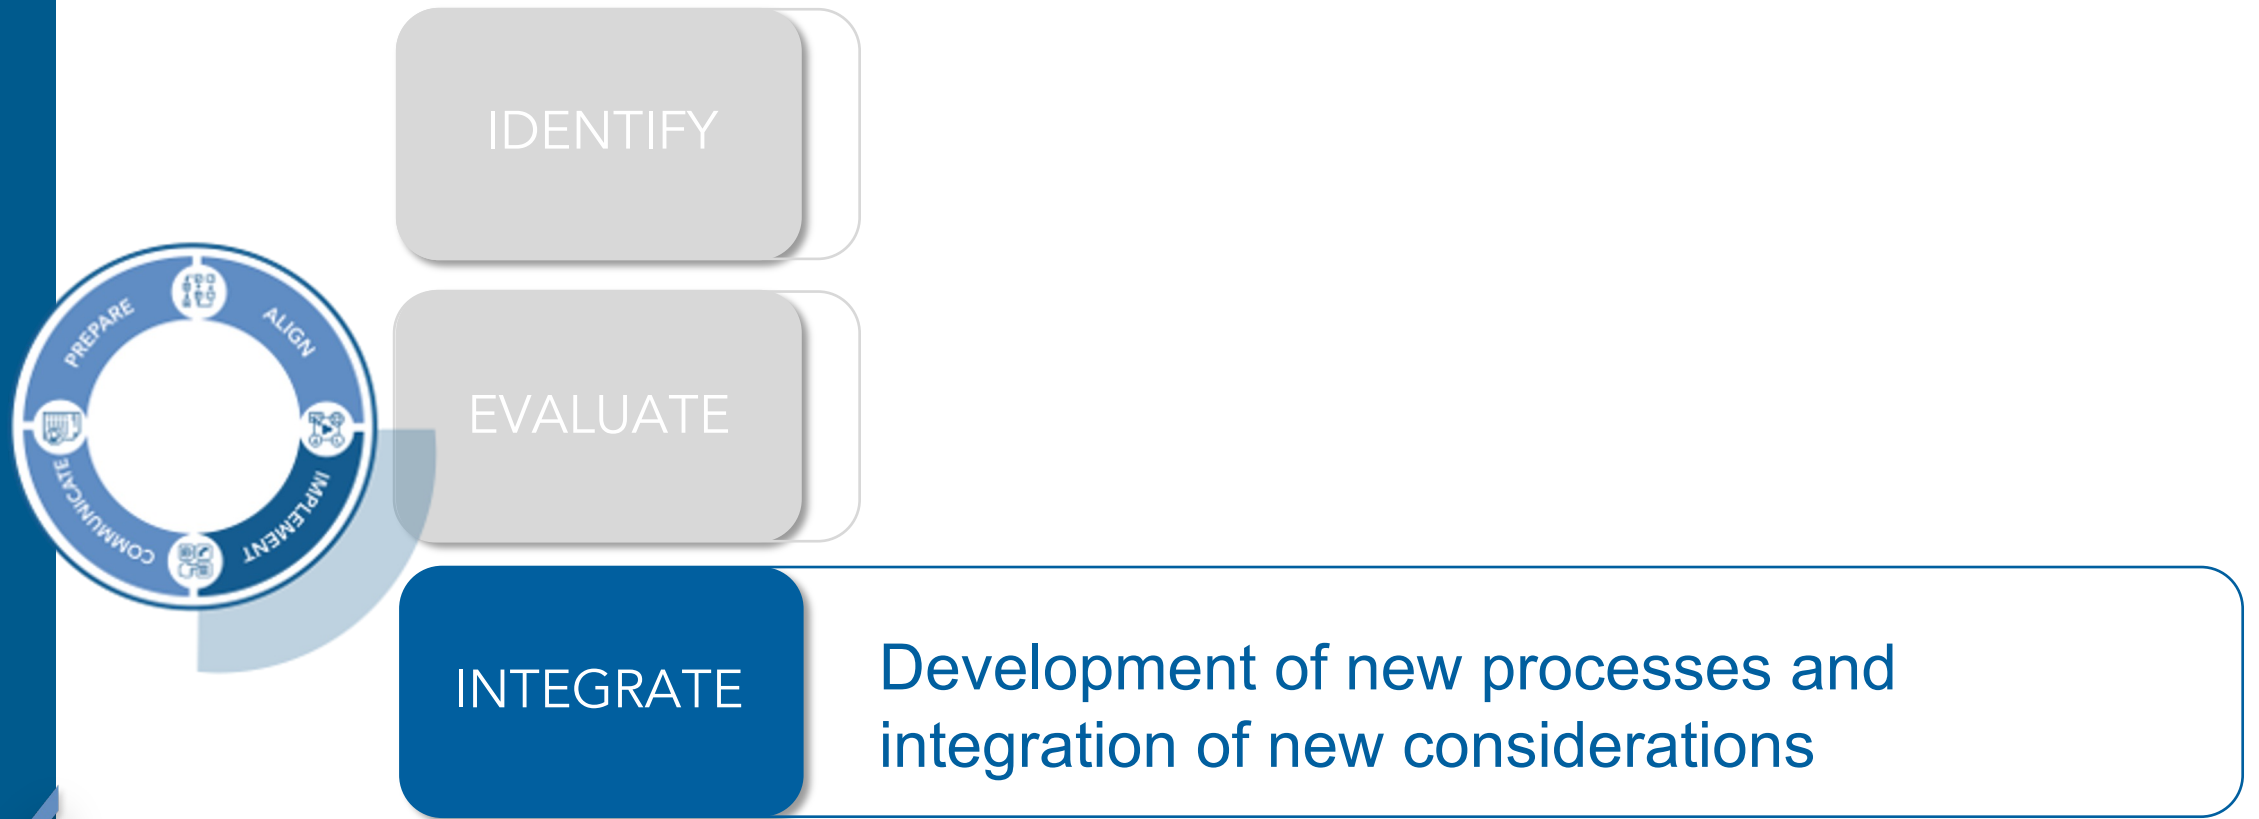 IDENTIFY
PREPARE
ALIGN
EVALUATE
COMMUNICATE
IMPLEMENT
INTEGRATE
Development of new processes and
integration of new considerations